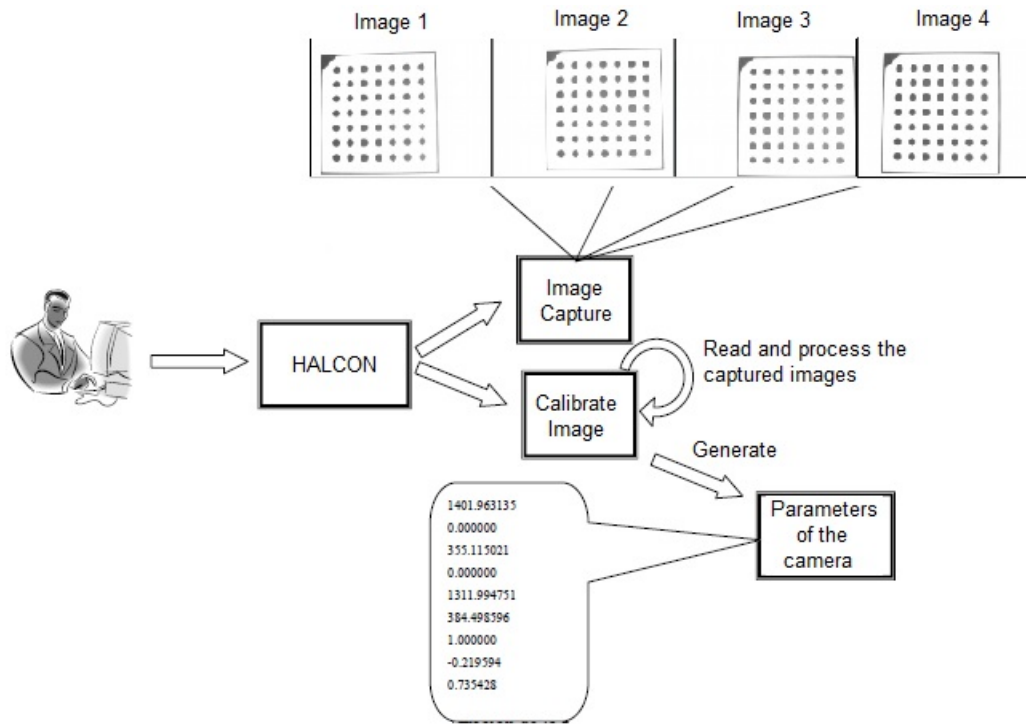 Image 1
Image 2
Image 3
Image 4
Image
Capture
HALCON
Read and process the
captured images
Calibrate
Image
Generate
Parameters
of the
camera
1401.963135
0.000000
355.115021
0.000000
1311.994751
384.498596
1.000000
-0.219594
0.735428